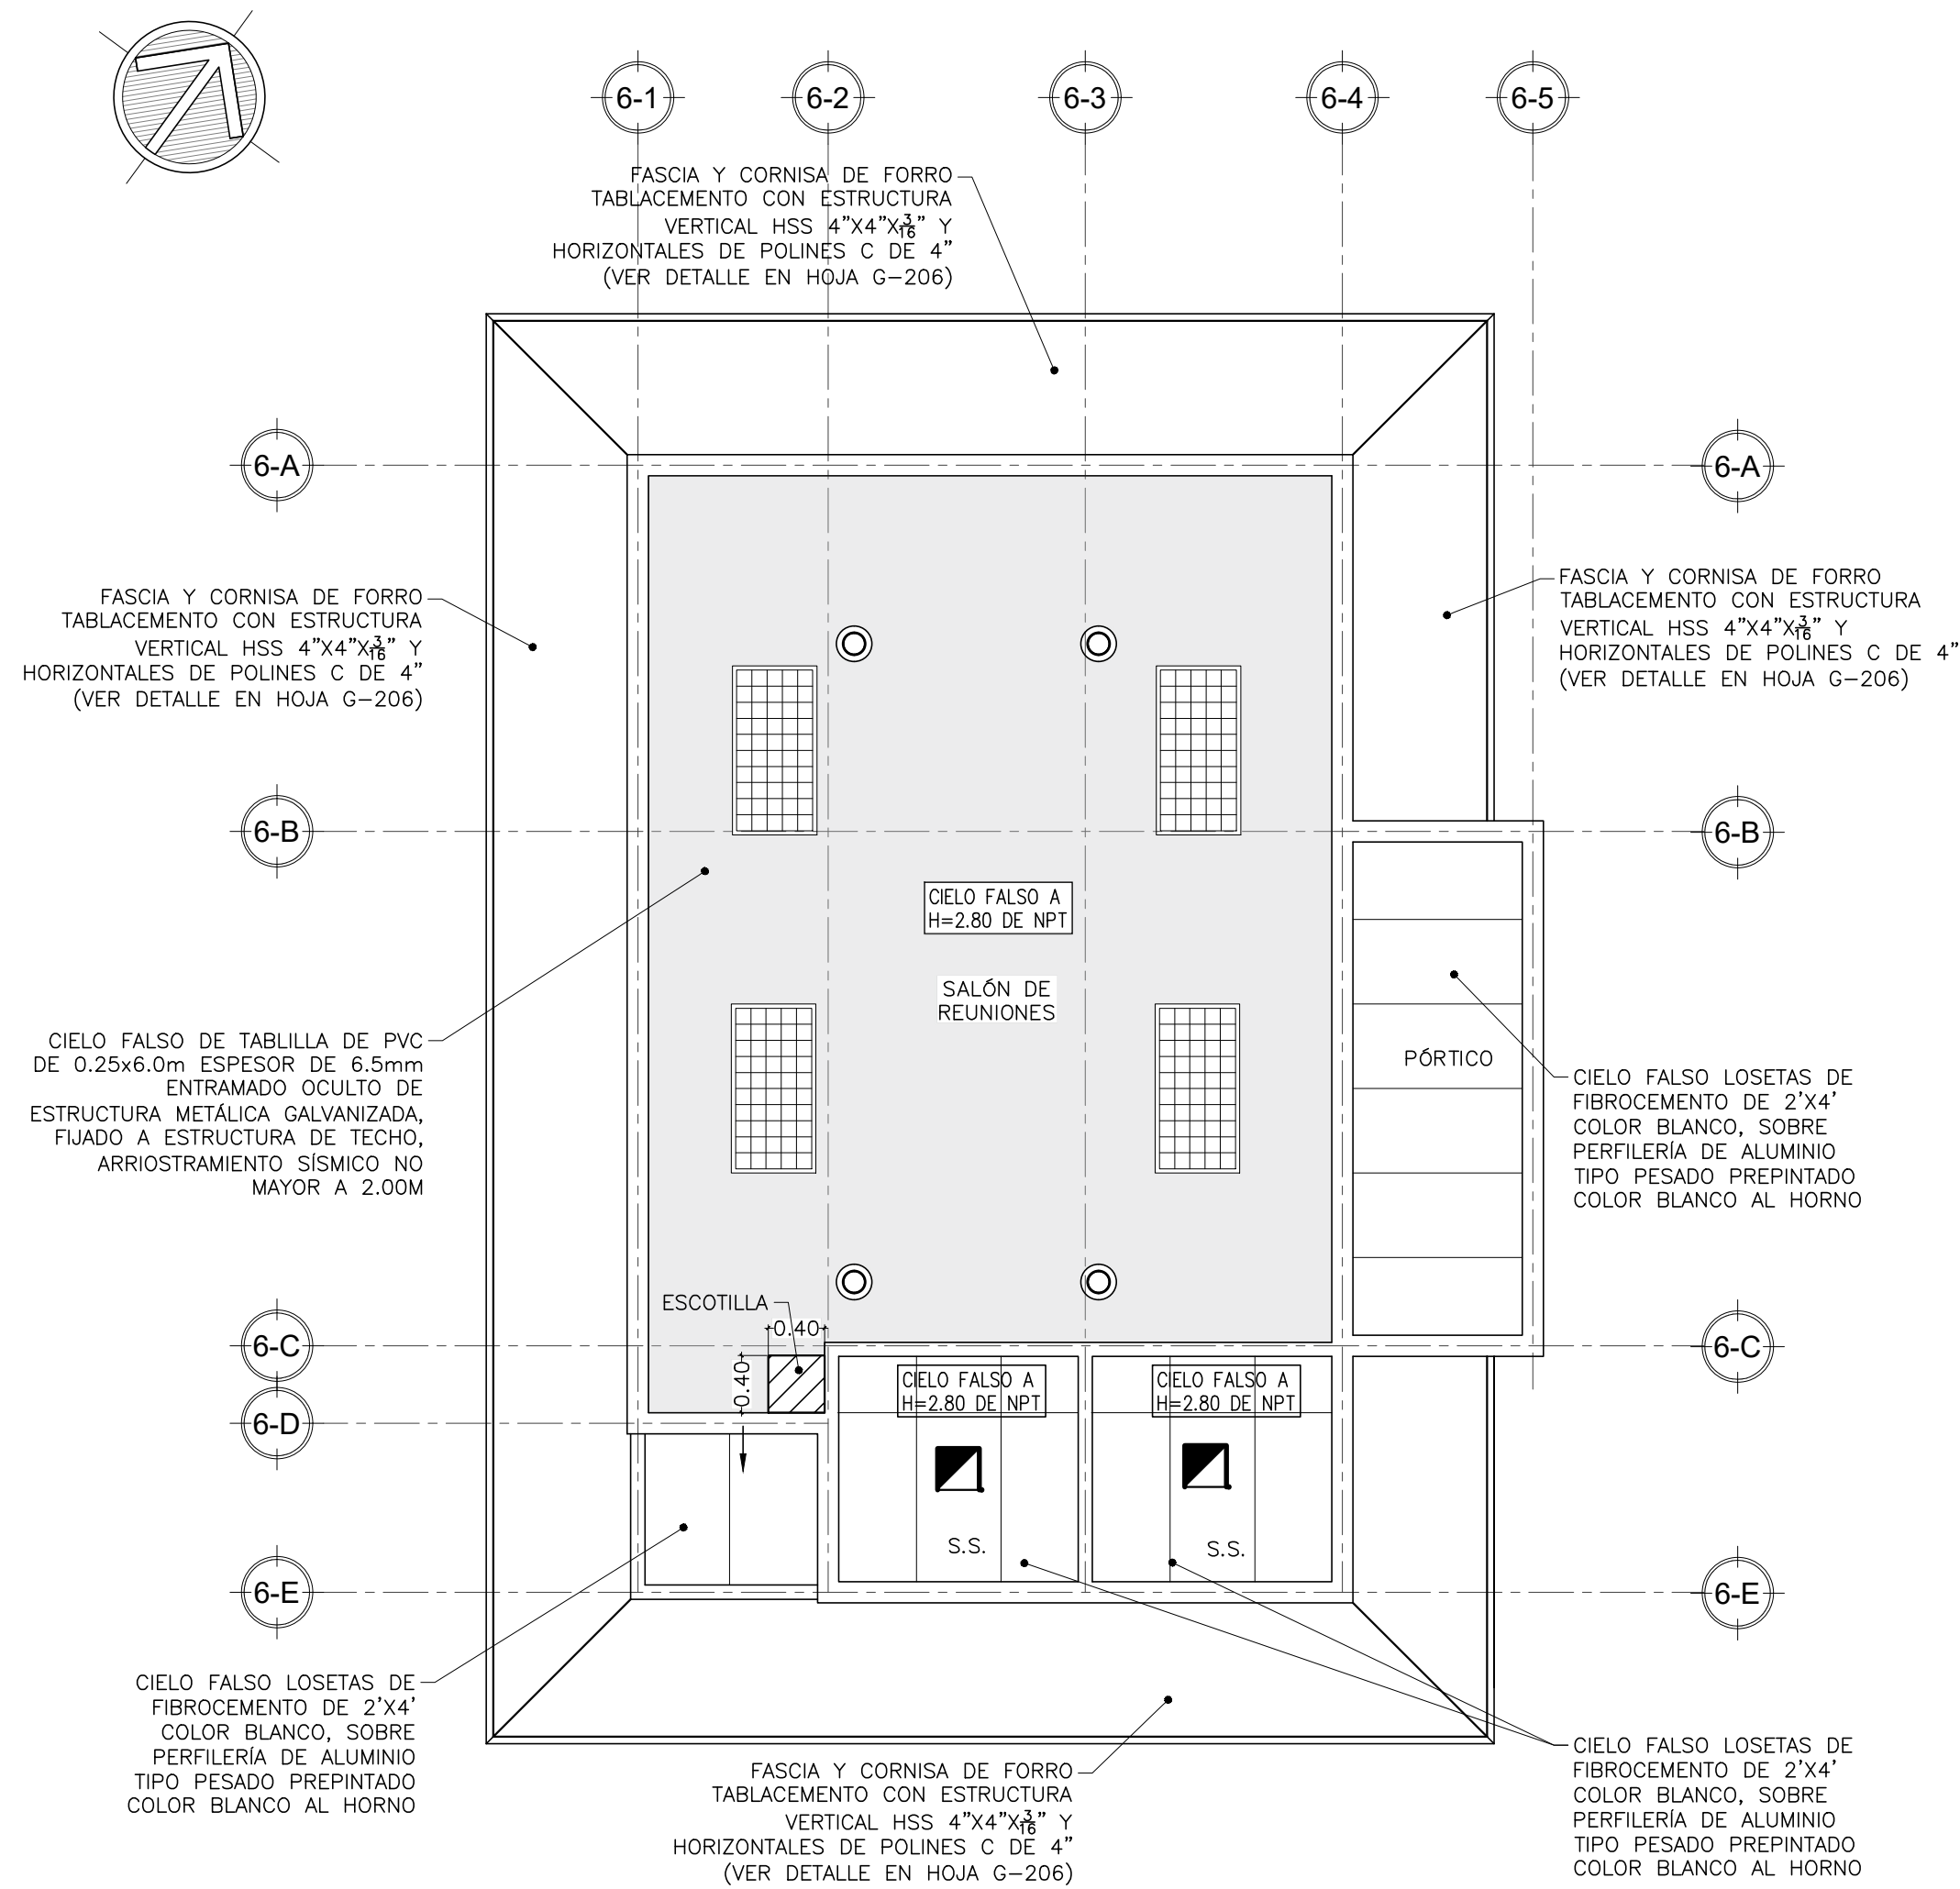 6-1
6-2
6-3
6-4
6-5
FASCIA Y CORNISA DE FORRO
TABLACEMENTO CON ESTRUCTURA
VERTICAL HSS 4"X4"X3/16" Y
HORIZONTALES DE POLINES C DE 4"
(VER DETALLE EN HOJA G-206)
6-A
6-A
FASCIA Y CORNISA DE FORRO
TABLACEMENTO CON ESTRUCTURA
VERTICAL HSS 4"X4"X3/16" Y
HORIZONTALES DE POLINES C DE 4"
(VER DETALLE EN HOJA G-206)
FASCIA Y CORNISA DE FORRO
TABLACEMENTO CON ESTRUCTURA
VERTICAL HSS 4"X4"X3/16" Y
HORIZONTALES DE POLINES C DE 4"
(VER DETALLE EN HOJA G-206)
6-B
6-B
CIELO FALSO A
H=2.80 DE NPT
SALÓN DE
REUNIONES
PÓRTICO
CIELO FALSO DE TABLILLA DE PVC
DE 0.25x6.0m ESPESOR DE 6.5mm
ENTRAMADO OCULTO DE
ESTRUCTURA METÁLICA GALVANIZADA,
FIJADO A ESTRUCTURA DE TECHO,
ARRIOSTRAMIENTO SÍSMICO NO
MAYOR A 2.00M
CIELO FALSO LOSETAS DE
FIBROCEMENTO DE 2'X4'
COLOR BLANCO, SOBRE
PERFILERÍA DE ALUMINIO
TIPO PESADO PREPINTADO
COLOR BLANCO AL HORNO
ESCOTILLA
0.40
0.40
6-C
6-C
CIELO FALSO A
H=2.80 DE NPT
CIELO FALSO A
H=2.80 DE NPT
6-D
S.S.
S.S.
6-E
6-E
CIELO FALSO LOSETAS DE
FIBROCEMENTO DE 2'X4'
COLOR BLANCO, SOBRE
PERFILERÍA DE ALUMINIO
TIPO PESADO PREPINTADO
COLOR BLANCO AL HORNO
FASCIA Y CORNISA DE FORRO
TABLACEMENTO CON ESTRUCTURA
VERTICAL HSS 4"X4"X3/16" Y
HORIZONTALES DE POLINES C DE 4"
(VER DETALLE EN HOJA G-206)
CIELO FALSO LOSETAS DE
FIBROCEMENTO DE 2'X4'
COLOR BLANCO, SOBRE
PERFILERÍA DE ALUMINIO
TIPO PESADO PREPINTADO
COLOR BLANCO AL HORNO